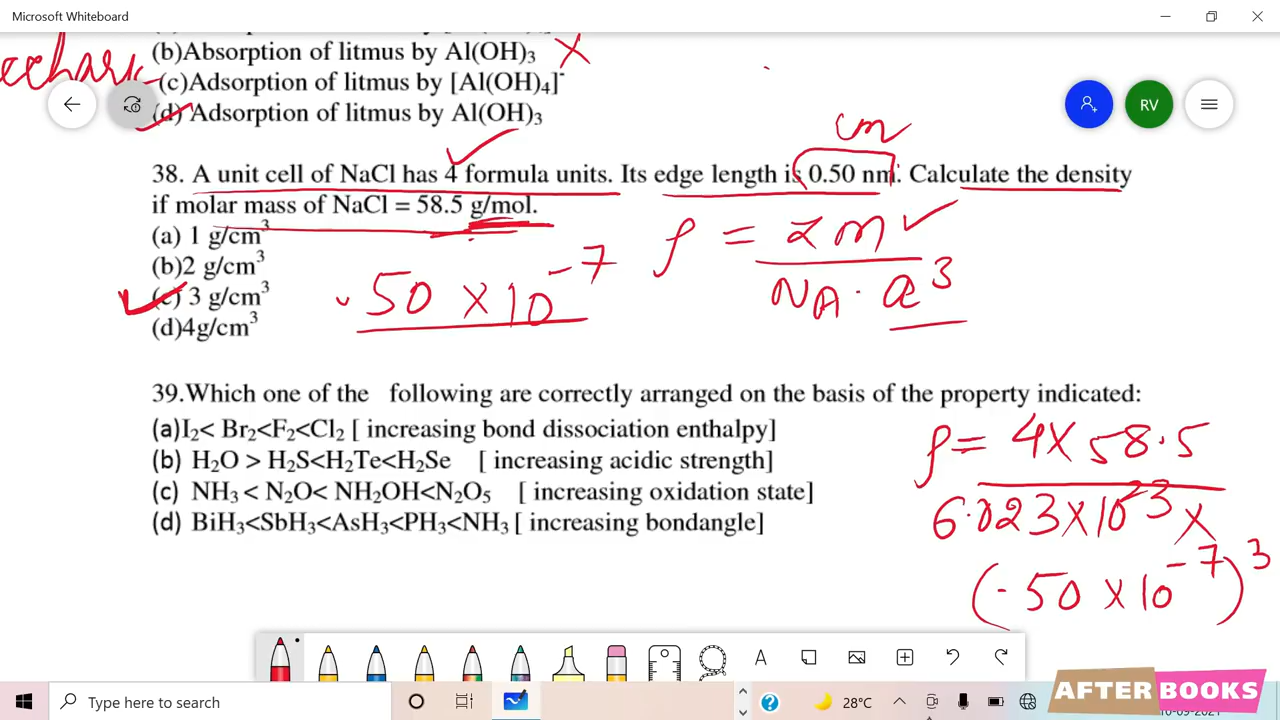 Microsoft Whiteboard
(b)Absorption of litmus by Al(OH)₃ ×
(c)Adsorption of litmus by [Al(OH)₄]⁻
(d) Adsorption of litmus by Al(OH)₃
RV
cm
38. A unit cell of NaCl has 4 formula units. Its edge length is 0.50 nm. Calculate the density
if molar mass of NaCl = 58.5 g/mol.
(a) 1 g/cm³
(b)2 g/cm³
(c) 3 g/cm³
(d)4g/cm³
.50 × 10⁻⁷
ρ = zm
NA · a³
39.Which one of the following are correctly arranged on the basis of the property indicated:
(a)I₂< Br₂<F₂<Cl₂ [ increasing bond dissociation enthalpy]
(b) H₂O > H₂S<H₂Te<H₂Se [ increasing acidic strength]
(c) NH₃ < N₂O< NH₂OH<N₂O₅ [ increasing oxidation state]
(d) BiH₃<SbH₃<AsH₃<PH₃<NH₃ [ increasing bondangle]
ρ = 4 × 58.5
6.023 × 10²³ ×
(.50 × 10⁻⁷)³
AFTER BOOKS
Type here to search
28°C